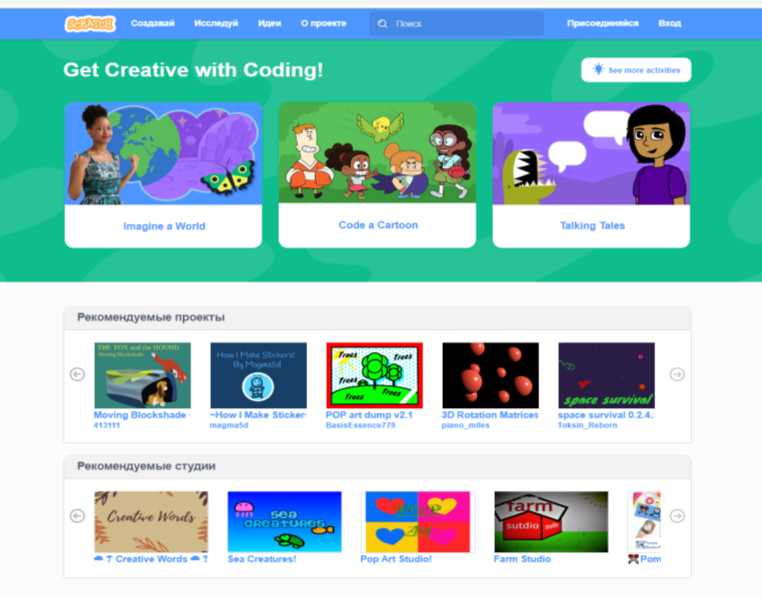 SCRATCH
Создавай Исследуй Идеи О проекте Поиск Присоединяйся Вход
Get Creative with Coding!
See more activities
Imagine a World
Code a Cartoon
Talking Tales
Рекомендуемые проекты
THE FOX and the HOUND
Moving Blockshade
How I Make Stickers!
By Magma5d
Trees
Trees
Trees
Trees
space survival
Moving Blockshade
~How I Make Sticker
POP art dump v2.1
3D Rotation Matrices
space survival 0.2.4..
413111
magma5d
BasisEssence779
piano_miles
Toksin_Reborn
Рекомендуемые студии
Creative Words
SEA
CREATURES
Pop
Art
farm
sutdio
studio
Creative Words
Sea Creatures!
Pop Art Studio!
Farm Studio
Pom